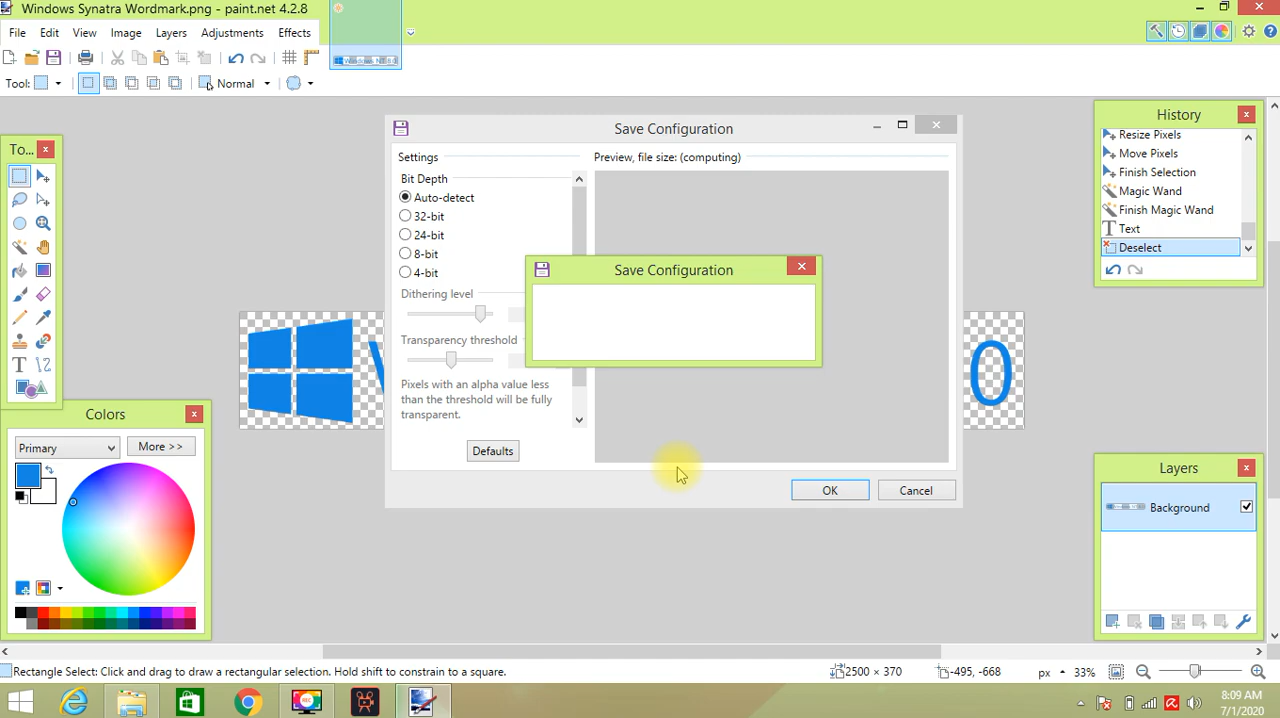 Windows Synatra Wordmark.png - paint.net 4.2.8
File Edit View Image Layers Adjustments Effects
Tool: Normal
To...
Colors
Primary
More >>
Save Configuration
Settings
Bit Depth
Auto-detect
32-bit
24-bit
8-bit
4-bit
Dithering level
Transparency threshold
Pixels with an alpha value less
than the threshold will be fully
transparent.
Defaults
Preview, file size: (computing)
Save Configuration
OK Cancel
0
History
Resize Pixels
Move Pixels
Finish Selection
Magic Wand
Finish Magic Wand
Text
Deselect
Layers
Background
Rectangle Select: Click and drag to draw a rectangular selection. Hold shift to constrain to a square.
2500 × 370 -495, -668 px 33%
REC
8:09 AM
7/1/2020